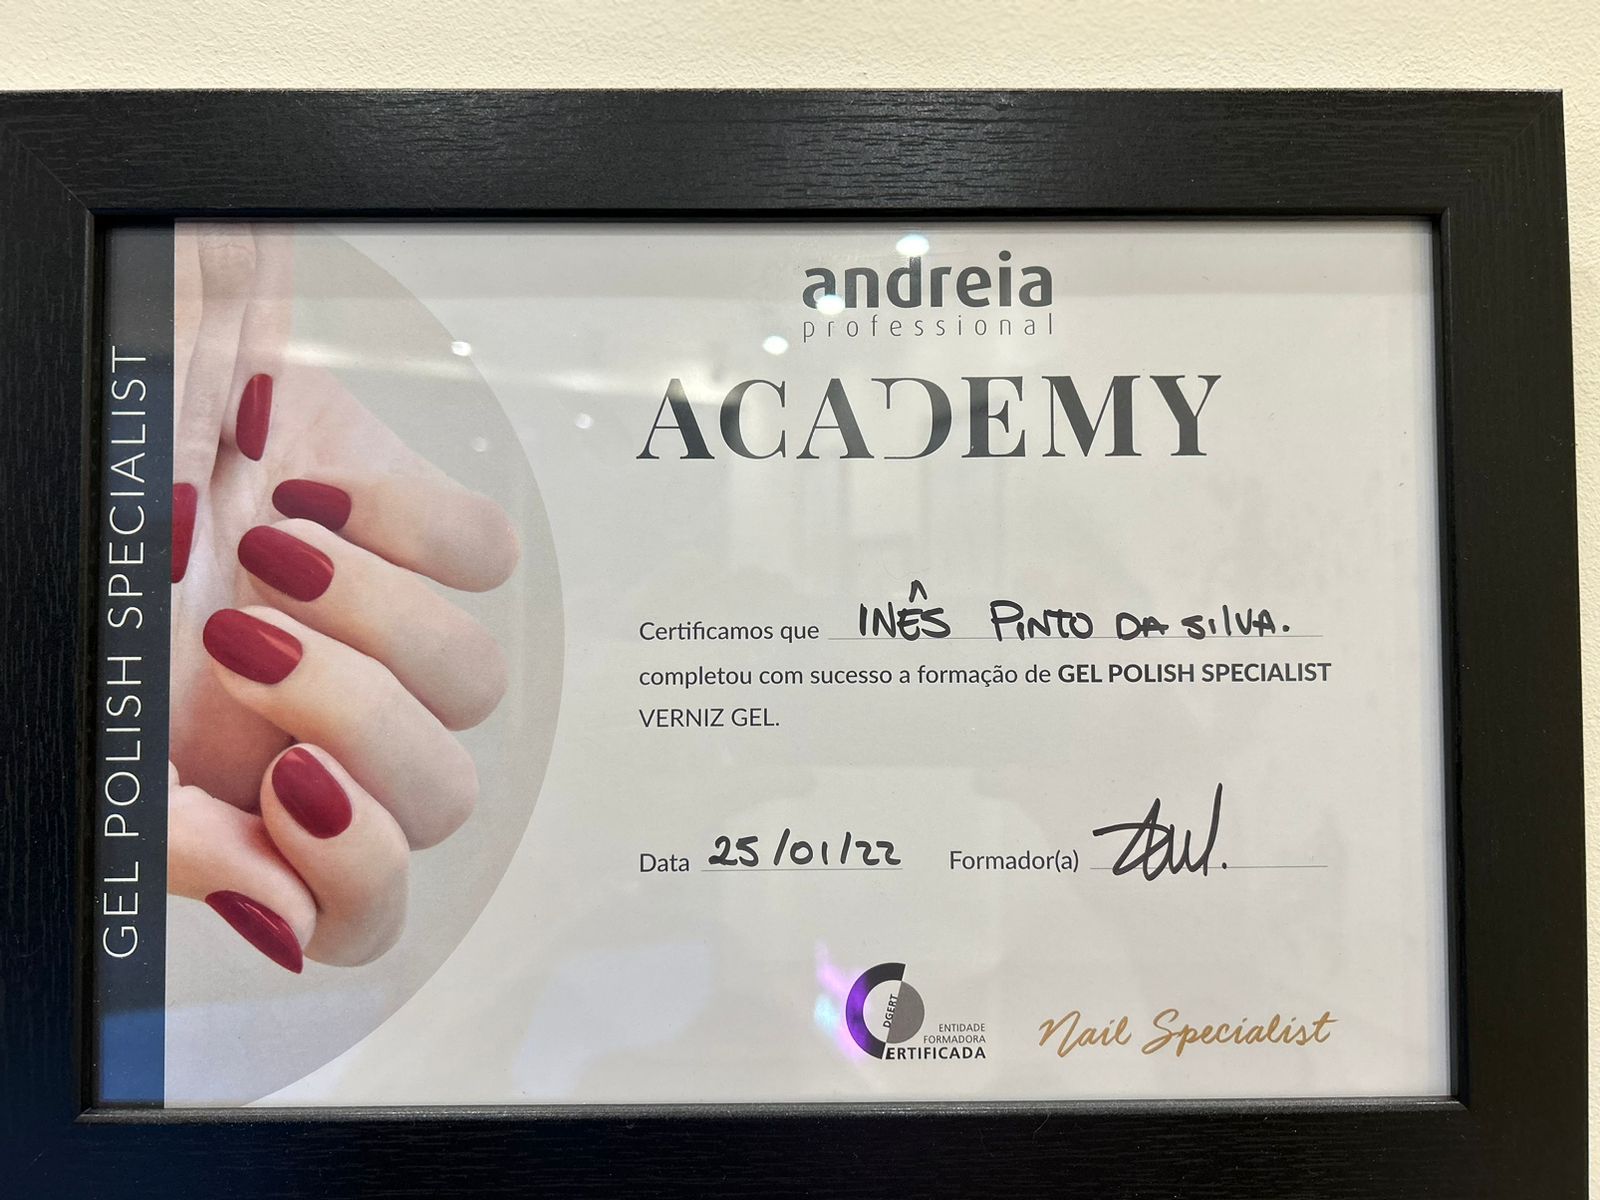 GEL POLISH SPECIALIST
andreia
professional
ACADEMY
Certificamos que INÊS PINTO DA SILVA.
completou com sucesso a formação de GEL POLISH SPECIALIST
VERNIZ GEL.
Data 25/01/22 Formador(a)
DGERT
ENTIDADE
FORMADORA
CERTIFICADA
Nail Specialist